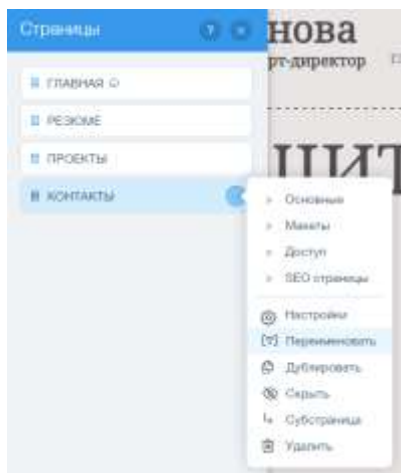 Страницы
?
×
нова
рт-директор
ГЛАВНАЯ
РЕЗЮМЕ
ПРОЕКТЫ
КОНТАКТЫ
ШИТ
Основные
Макеты
Доступ
SEO страницы
Настройки
Переименовать
Дублировать
Скрыть
Субстраница
Удалить